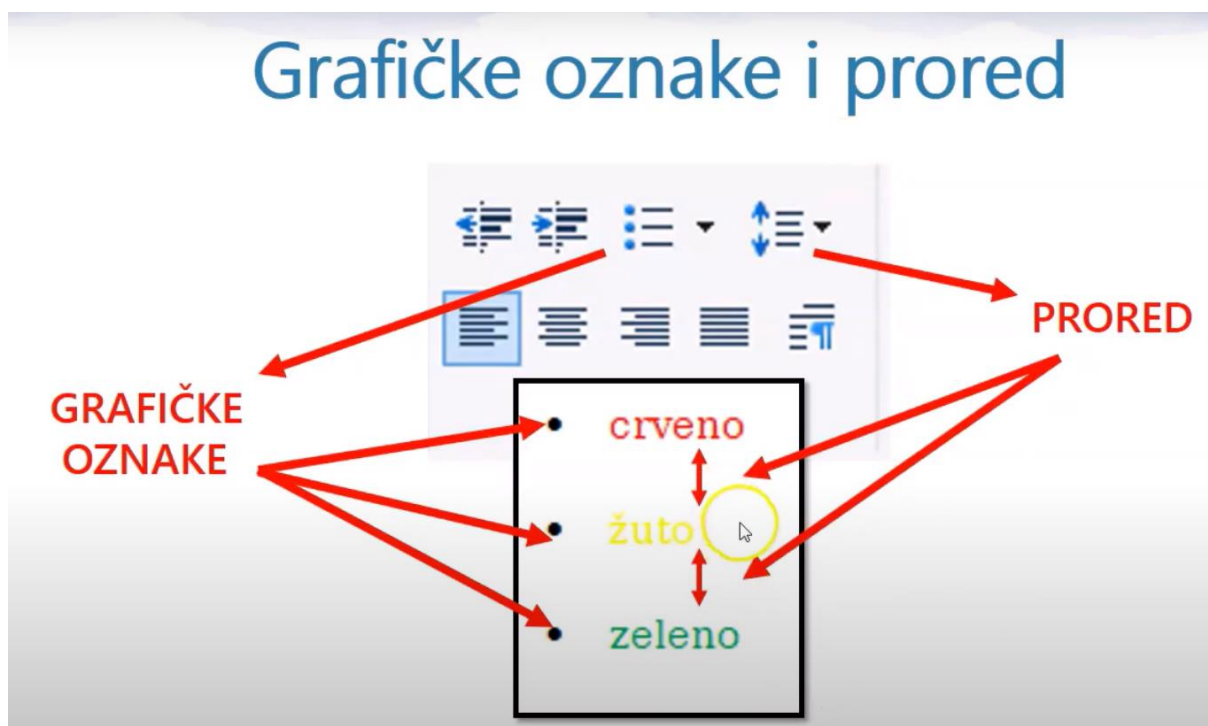 Grafičke oznake i prored
PRORED
GRAFIČKE
OZNAKE
crveno
žuto
zeleno